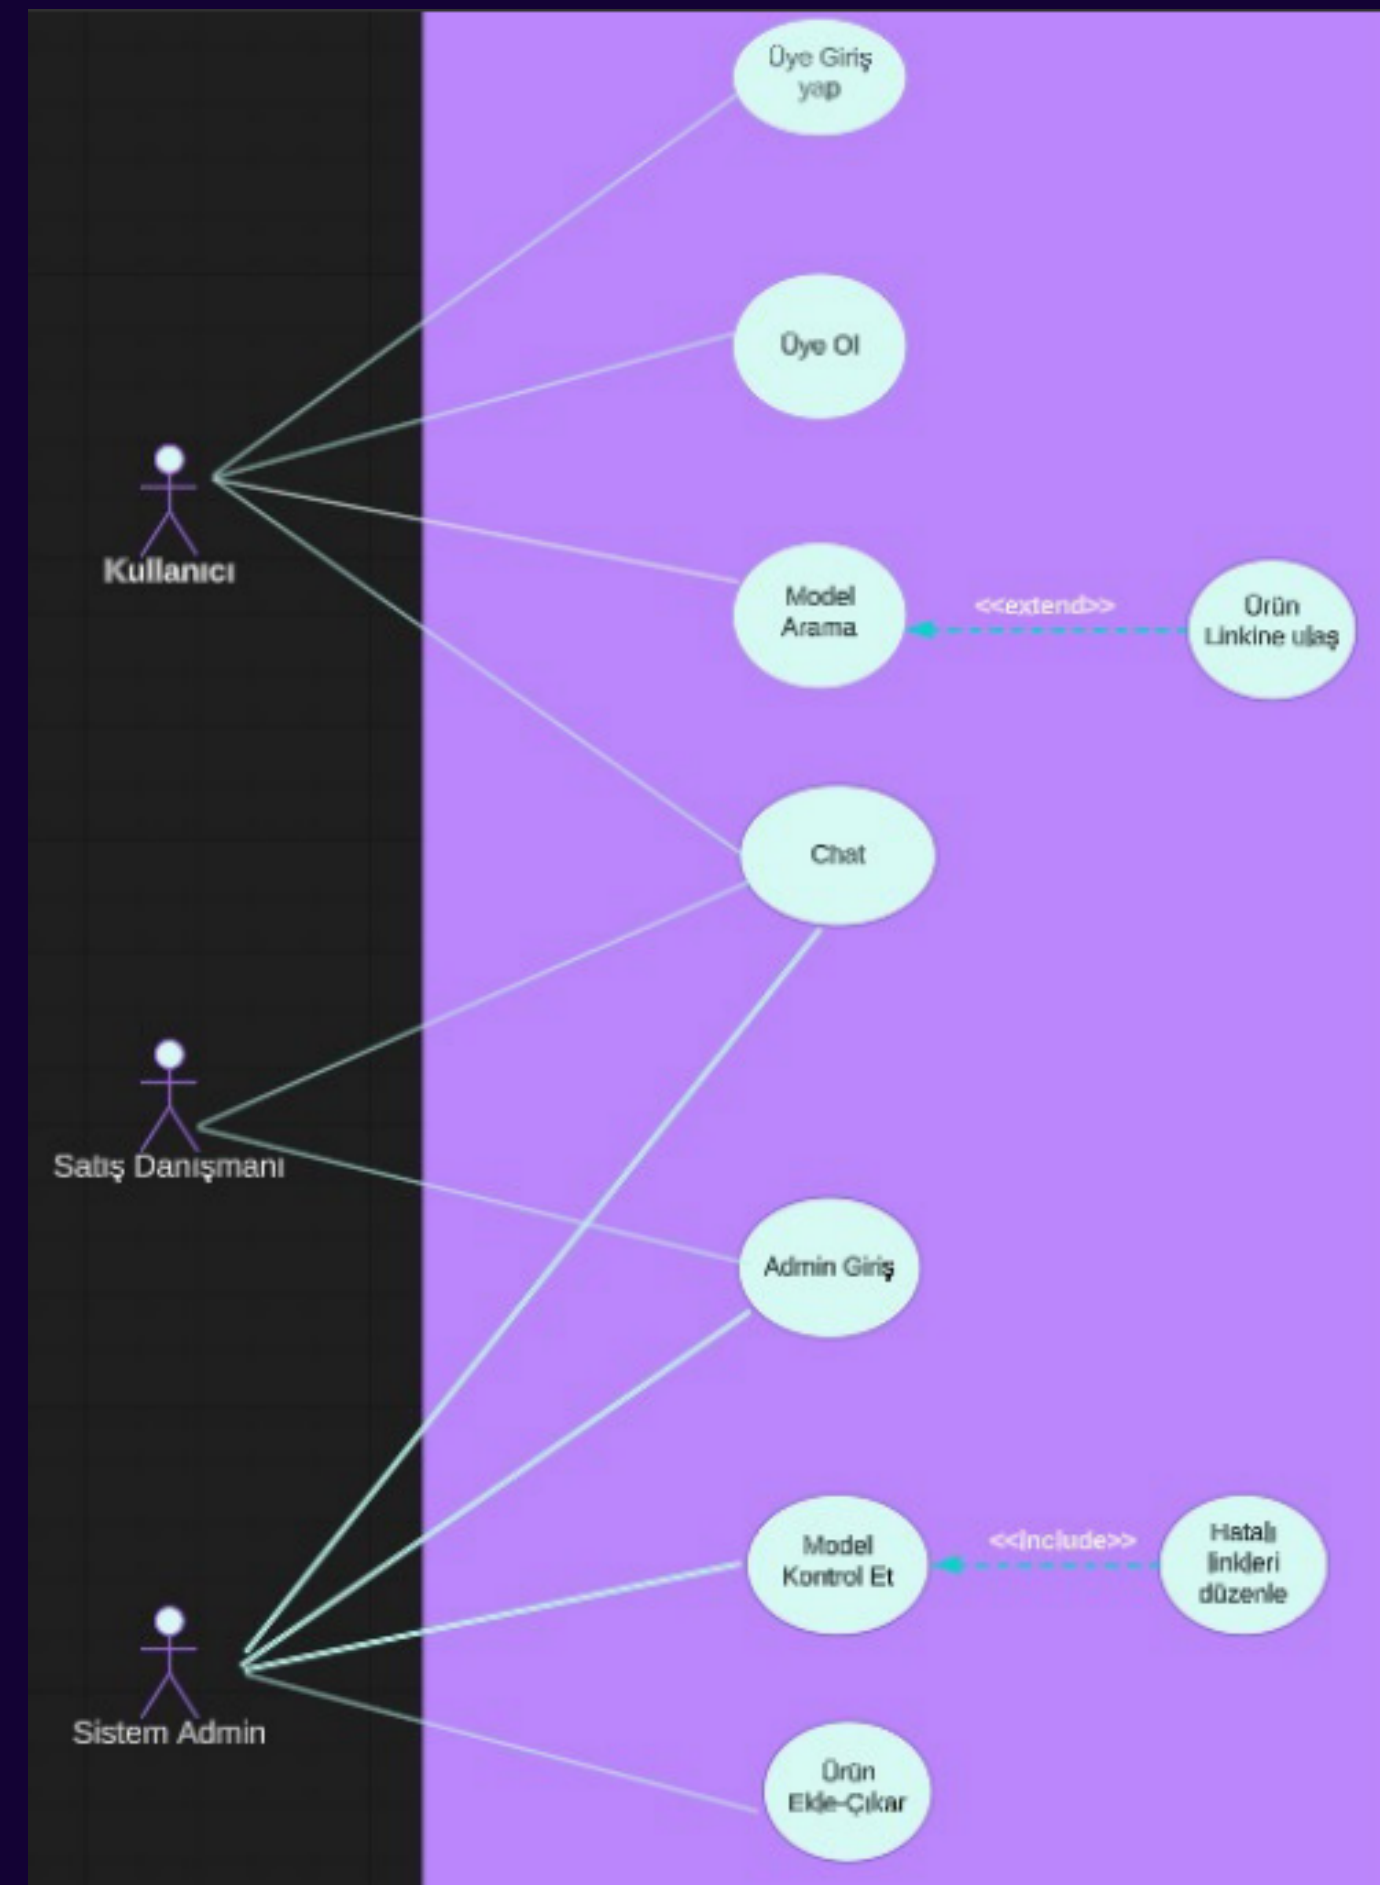 Üye Giriş
yap
Üye Ol
Kullanıcı
Model
Arama
<<extend>>
Ürün
Linkine ulaş
Chat
Satış Danışmanı
Admin Giriş
Model
Kontrol Et
<<include>>
Hatalı
linkleri
düzenle
Sistem Admin
Ürün
Ekle-Çıkar